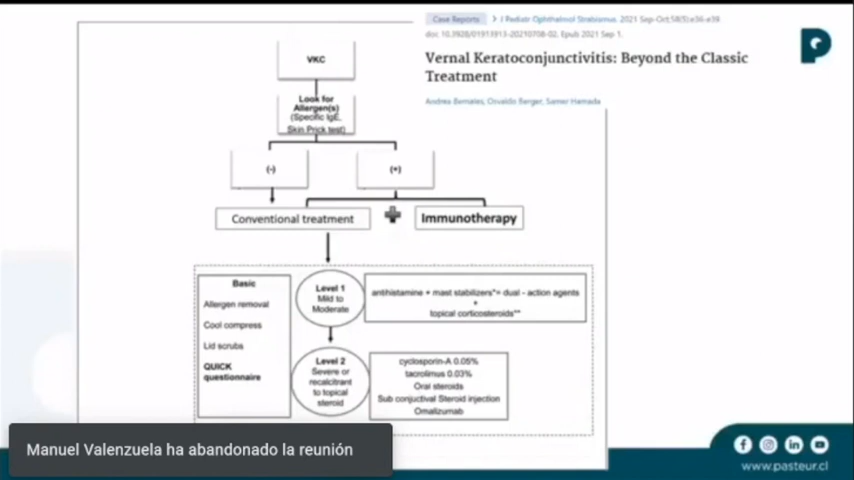 Case Reports > J Pediatr Ophthalmol Strabismus. 2021 Sep-Oct;58(5):e36-e39
doi: 10.3928/01913913-20210708-02. Epub 2021 Sep 1.
Vernal Keratoconjunctivitis: Beyond the Classic
Treatment
Andrea Bernales, Osvaldo Berger, Samer Hamada
VKC
Look for
Allergen(s)
(Specific IgE,
Skin Prick test)
(-)
(+)
Conventional treatment
Immunotherapy
Basic
Allergen removal
Cool compress
Lid scrubs
QUICK
questionnaire
Level 1
Mild to
Moderate
antihistamine + mast stabilizers*= dual - action agents
+
topical corticosteroids**
Level 2
Severe or
recalcitrant
to topical
steroid
cyclosporin-A 0.05%
tacrolimus 0.03%
Oral steroids
Sub conjuctival Steroid injection
Omalizumab
Manuel Valenzuela ha abandonado la reunión
www.pasteur.cl